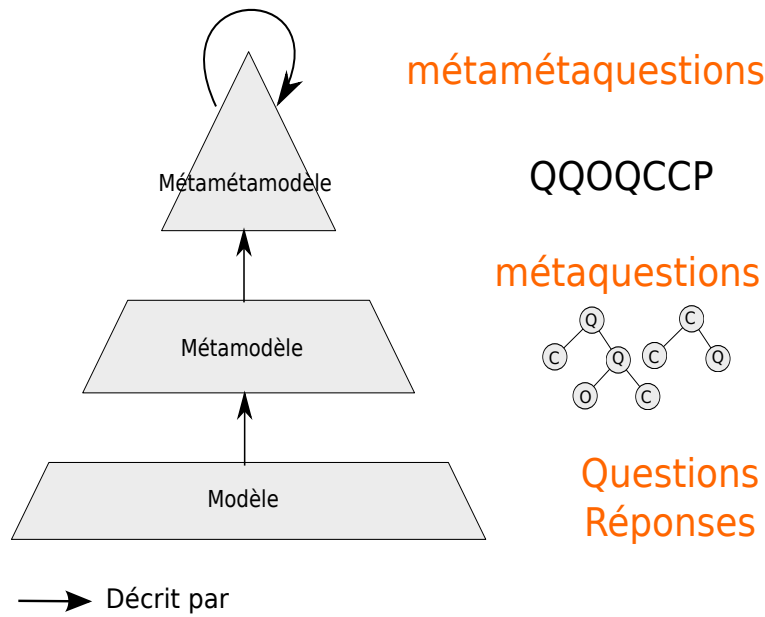 métamétaquestions
Métamétamodèle
QQOQCCP
métaquestions
Métamodèle
Q
C
C
Q
C
Q
O
C
Modèle
Questions
Réponses
Décrit par